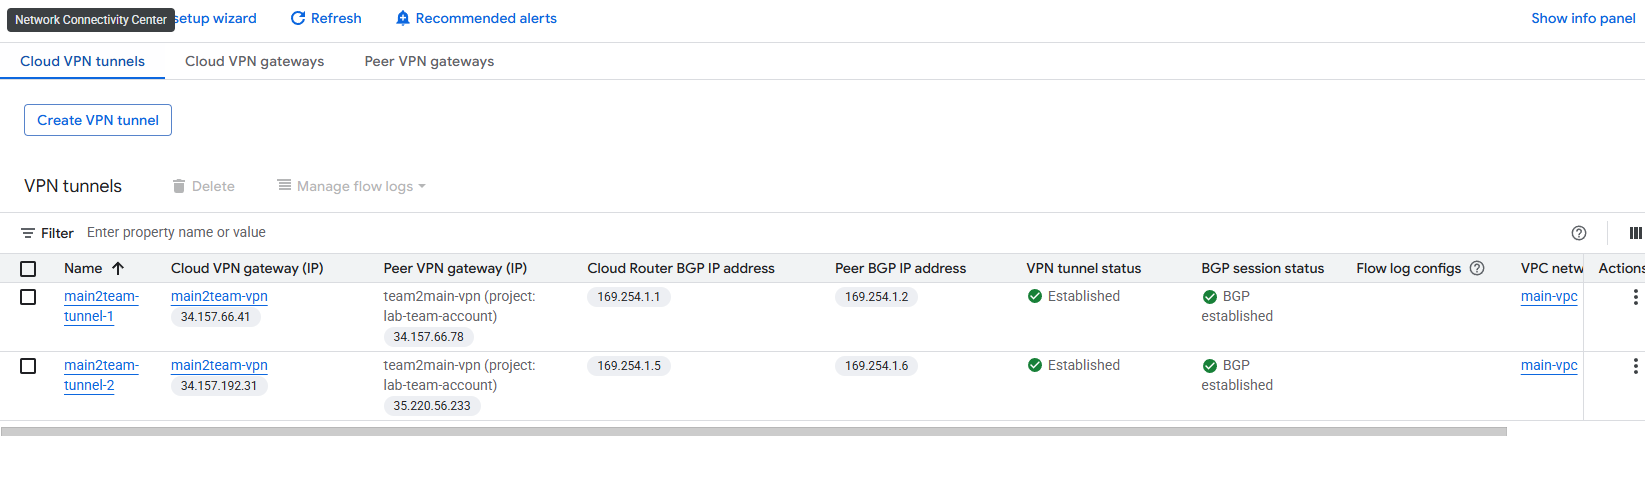 Network Connectivity Center setup wizard Refresh Recommended alerts Show info panel
Cloud VPN tunnels Cloud VPN gateways Peer VPN gateways
Create VPN tunnel
VPN tunnels Delete Manage flow logs
Filter Enter property name or value
Name Cloud VPN gateway (IP) Peer VPN gateway (IP) Cloud Router BGP IP address Peer BGP IP address VPN tunnel status BGP session status Flow log configs VPC netw Actions
main2team- main2team-vpn team2main-vpn (project: 169.254.1.1 169.254.1.2 Established BGP main-vpc
tunnel-1 34.157.66.41 lab-team-account) established
34.157.66.78
main2team- main2team-vpn team2main-vpn (project: 169.254.1.5 169.254.1.6 Established BGP main-vpc
tunnel-2 34.157.192.31 lab-team-account) established
35.220.56.233